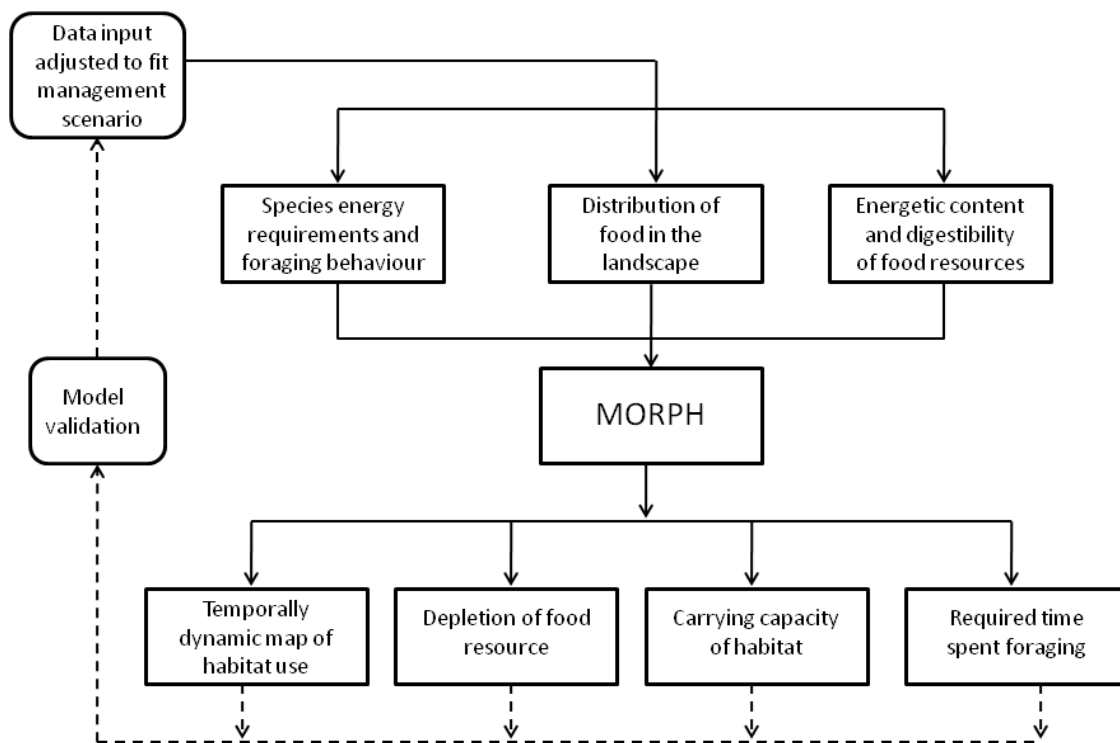 Data input
adjusted to fit
management
scenario
Species energy
requirements and
foraging behaviour
Distribution of
food in the
landscape
Energetic content
and digestibility
of food resources
Model
validation
MORPH
Temporally
dynamic map of
habitat use
Depletion of food
resource
Carrying capacity
of habitat
Required time
spent foraging